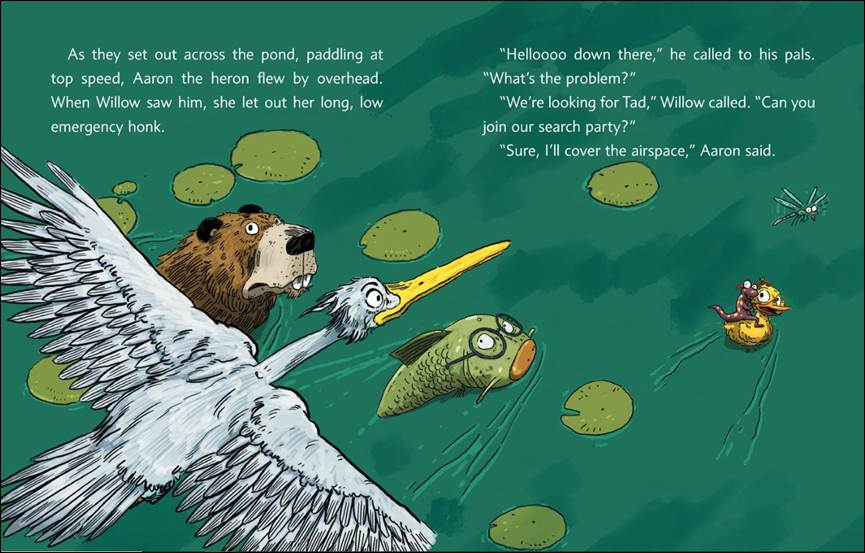 As they set out across the pond, paddling at
top speed, Aaron the heron flew by overhead.
When Willow saw him, she let out her long, low
emergency honk.
“Helloooo down there,” he called to his pals.
“What’s the problem?”
“We’re looking for Tad,” Willow called. “Can you
join our search party?”
“Sure, I’ll cover the airspace,” Aaron said.